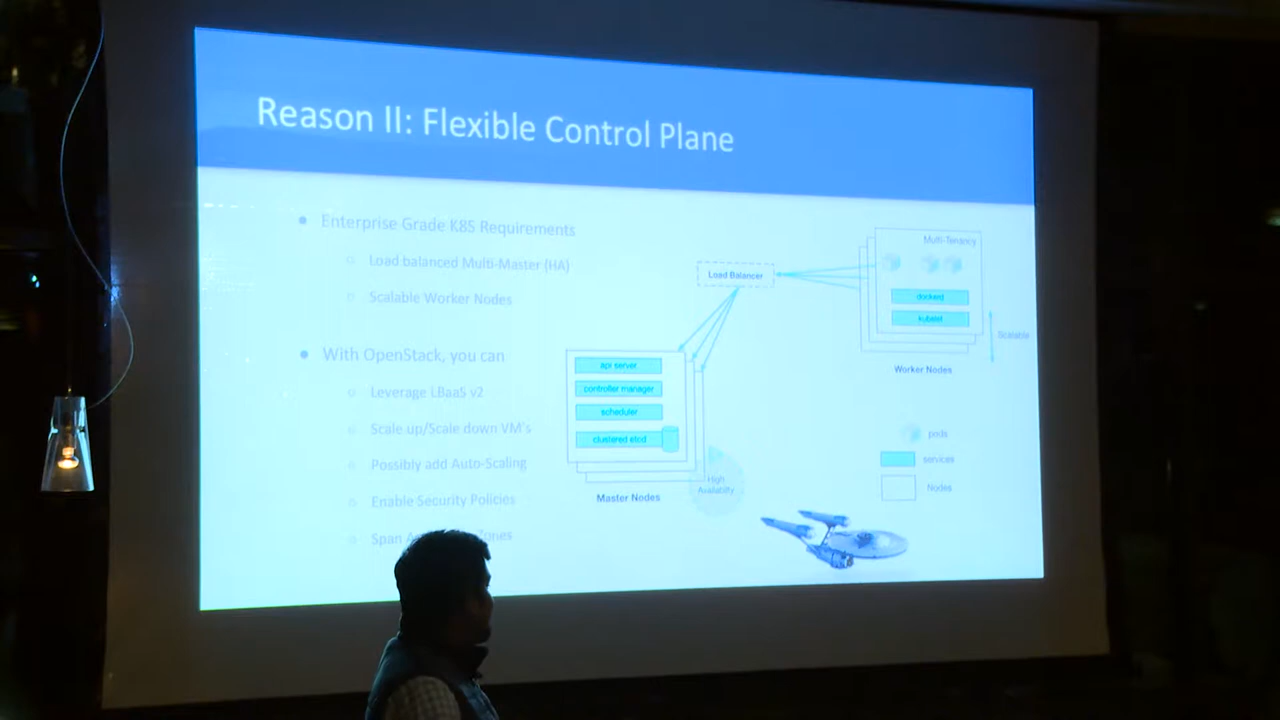 Reason II: Flexible Control Plane
Enterprise Grade K8S Requirements
Load balanced Multi-Master (HA)
Scalable Worker Nodes
With OpenStack, you can
Leverage LBaaS v2
Scale up/Scale down VM's
Possibly add Auto-Scaling
Enable Security Policies
Span
Zones
Load Balancer
Multi-Tenancy
dockerd
kubelet
Scalable
Worker Nodes
api server
controller manager
scheduler
clustered etcd
Master Nodes
High
Availability
pods
services
Nodes